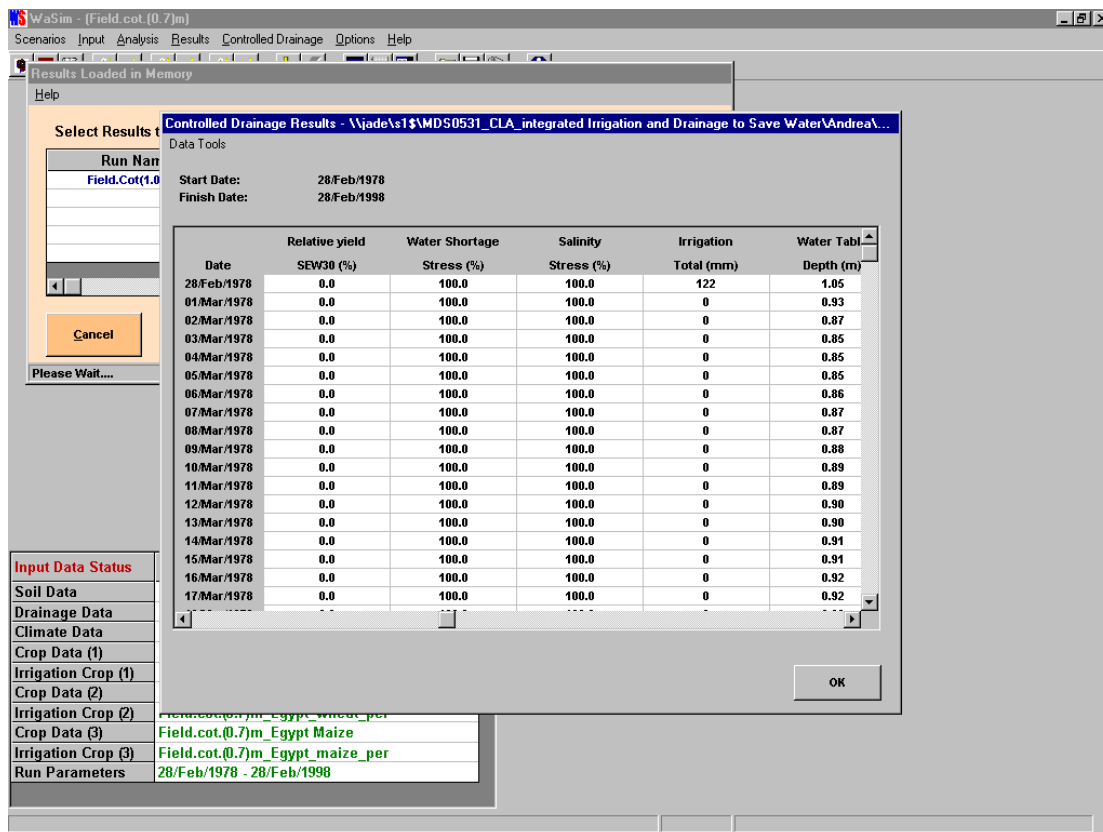 WaSim - (Field.cot.(0.7)m)
Scenarios Input Analysis Results Controlled Drainage Options Help
Results Loaded in Memory
Help
Select Results t
Run Nam
Field.Cot(1.0
Cancel
Please Wait....
Controlled Drainage Results - \\jade\s1$\MDS0531_CLA_integrated Irrigation and Drainage to Save Water\Andrea\...
Data Tools
Start Date: 28/Feb/1978
Finish Date: 28/Feb/1998
Relative yield Water Shortage Salinity Irrigation Water Tabl
Date SEW30 (%) Stress (%) Stress (%) Total (mm) Depth (m)
28/Feb/1978 0.0 100.0 100.0 122 1.05
01/Mar/1978 0.0 100.0 100.0 0 0.93
02/Mar/1978 0.0 100.0 100.0 0 0.87
03/Mar/1978 0.0 100.0 100.0 0 0.85
04/Mar/1978 0.0 100.0 100.0 0 0.85
05/Mar/1978 0.0 100.0 100.0 0 0.85
06/Mar/1978 0.0 100.0 100.0 0 0.86
07/Mar/1978 0.0 100.0 100.0 0 0.87
08/Mar/1978 0.0 100.0 100.0 0 0.87
09/Mar/1978 0.0 100.0 100.0 0 0.88
10/Mar/1978 0.0 100.0 100.0 0 0.89
11/Mar/1978 0.0 100.0 100.0 0 0.89
12/Mar/1978 0.0 100.0 100.0 0 0.90
13/Mar/1978 0.0 100.0 100.0 0 0.90
14/Mar/1978 0.0 100.0 100.0 0 0.91
15/Mar/1978 0.0 100.0 100.0 0 0.91
16/Mar/1978 0.0 100.0 100.0 0 0.92
17/Mar/1978 0.0 100.0 100.0 0 0.92
OK
Input Data Status
Soil Data
Drainage Data
Climate Data
Crop Data (1)
Irrigation Crop (1)
Crop Data (2)
Irrigation Crop (2) Field.cot.(0.7)m_Egypt_wheat_per
Crop Data (3) Field.cot.(0.7)m_Egypt Maize
Irrigation Crop (3) Field.cot.(0.7)m_Egypt_maize_per
Run Parameters 28/Feb/1978 - 28/Feb/1998